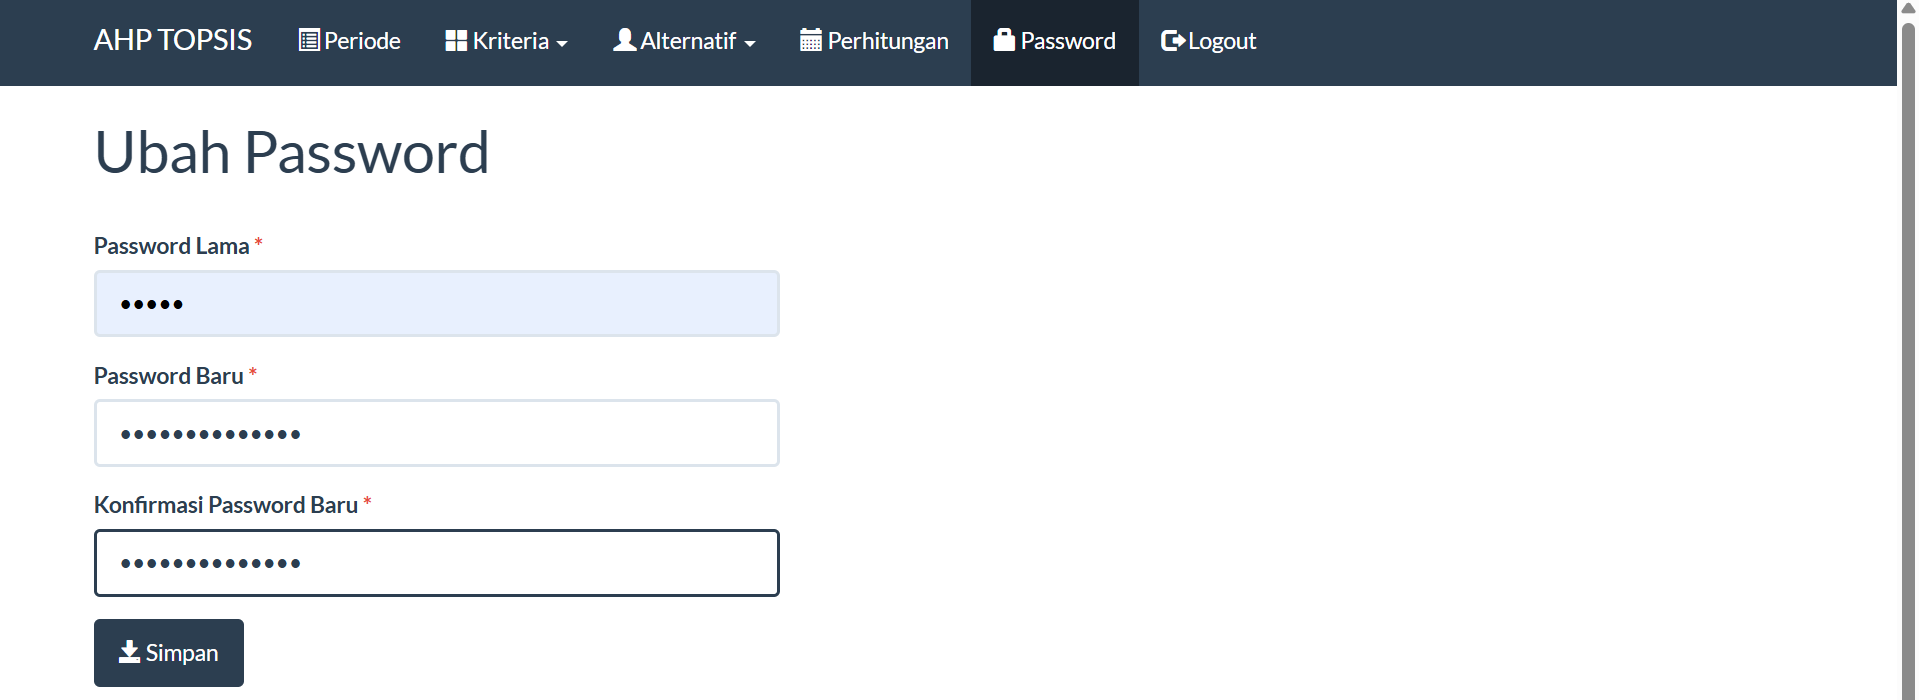 AHP TOPSIS Periode Kriteria Alternatif Perhitungan Password Logout
Ubah Password
Password Lama *
•••••
Password Baru *
••••••••••••••
Konfirmasi Password Baru *
••••••••••••••
Simpan